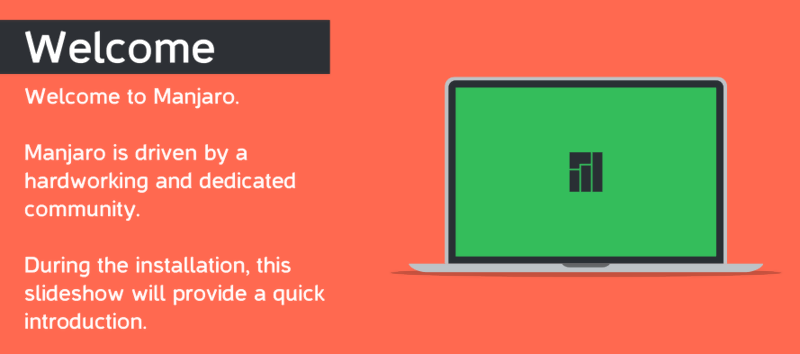 Welcome
Welcome to Manjaro.
Manjaro is driven by a
hardworking and dedicated
community.
During the installation, this
slideshow will provide a quick
introduction.